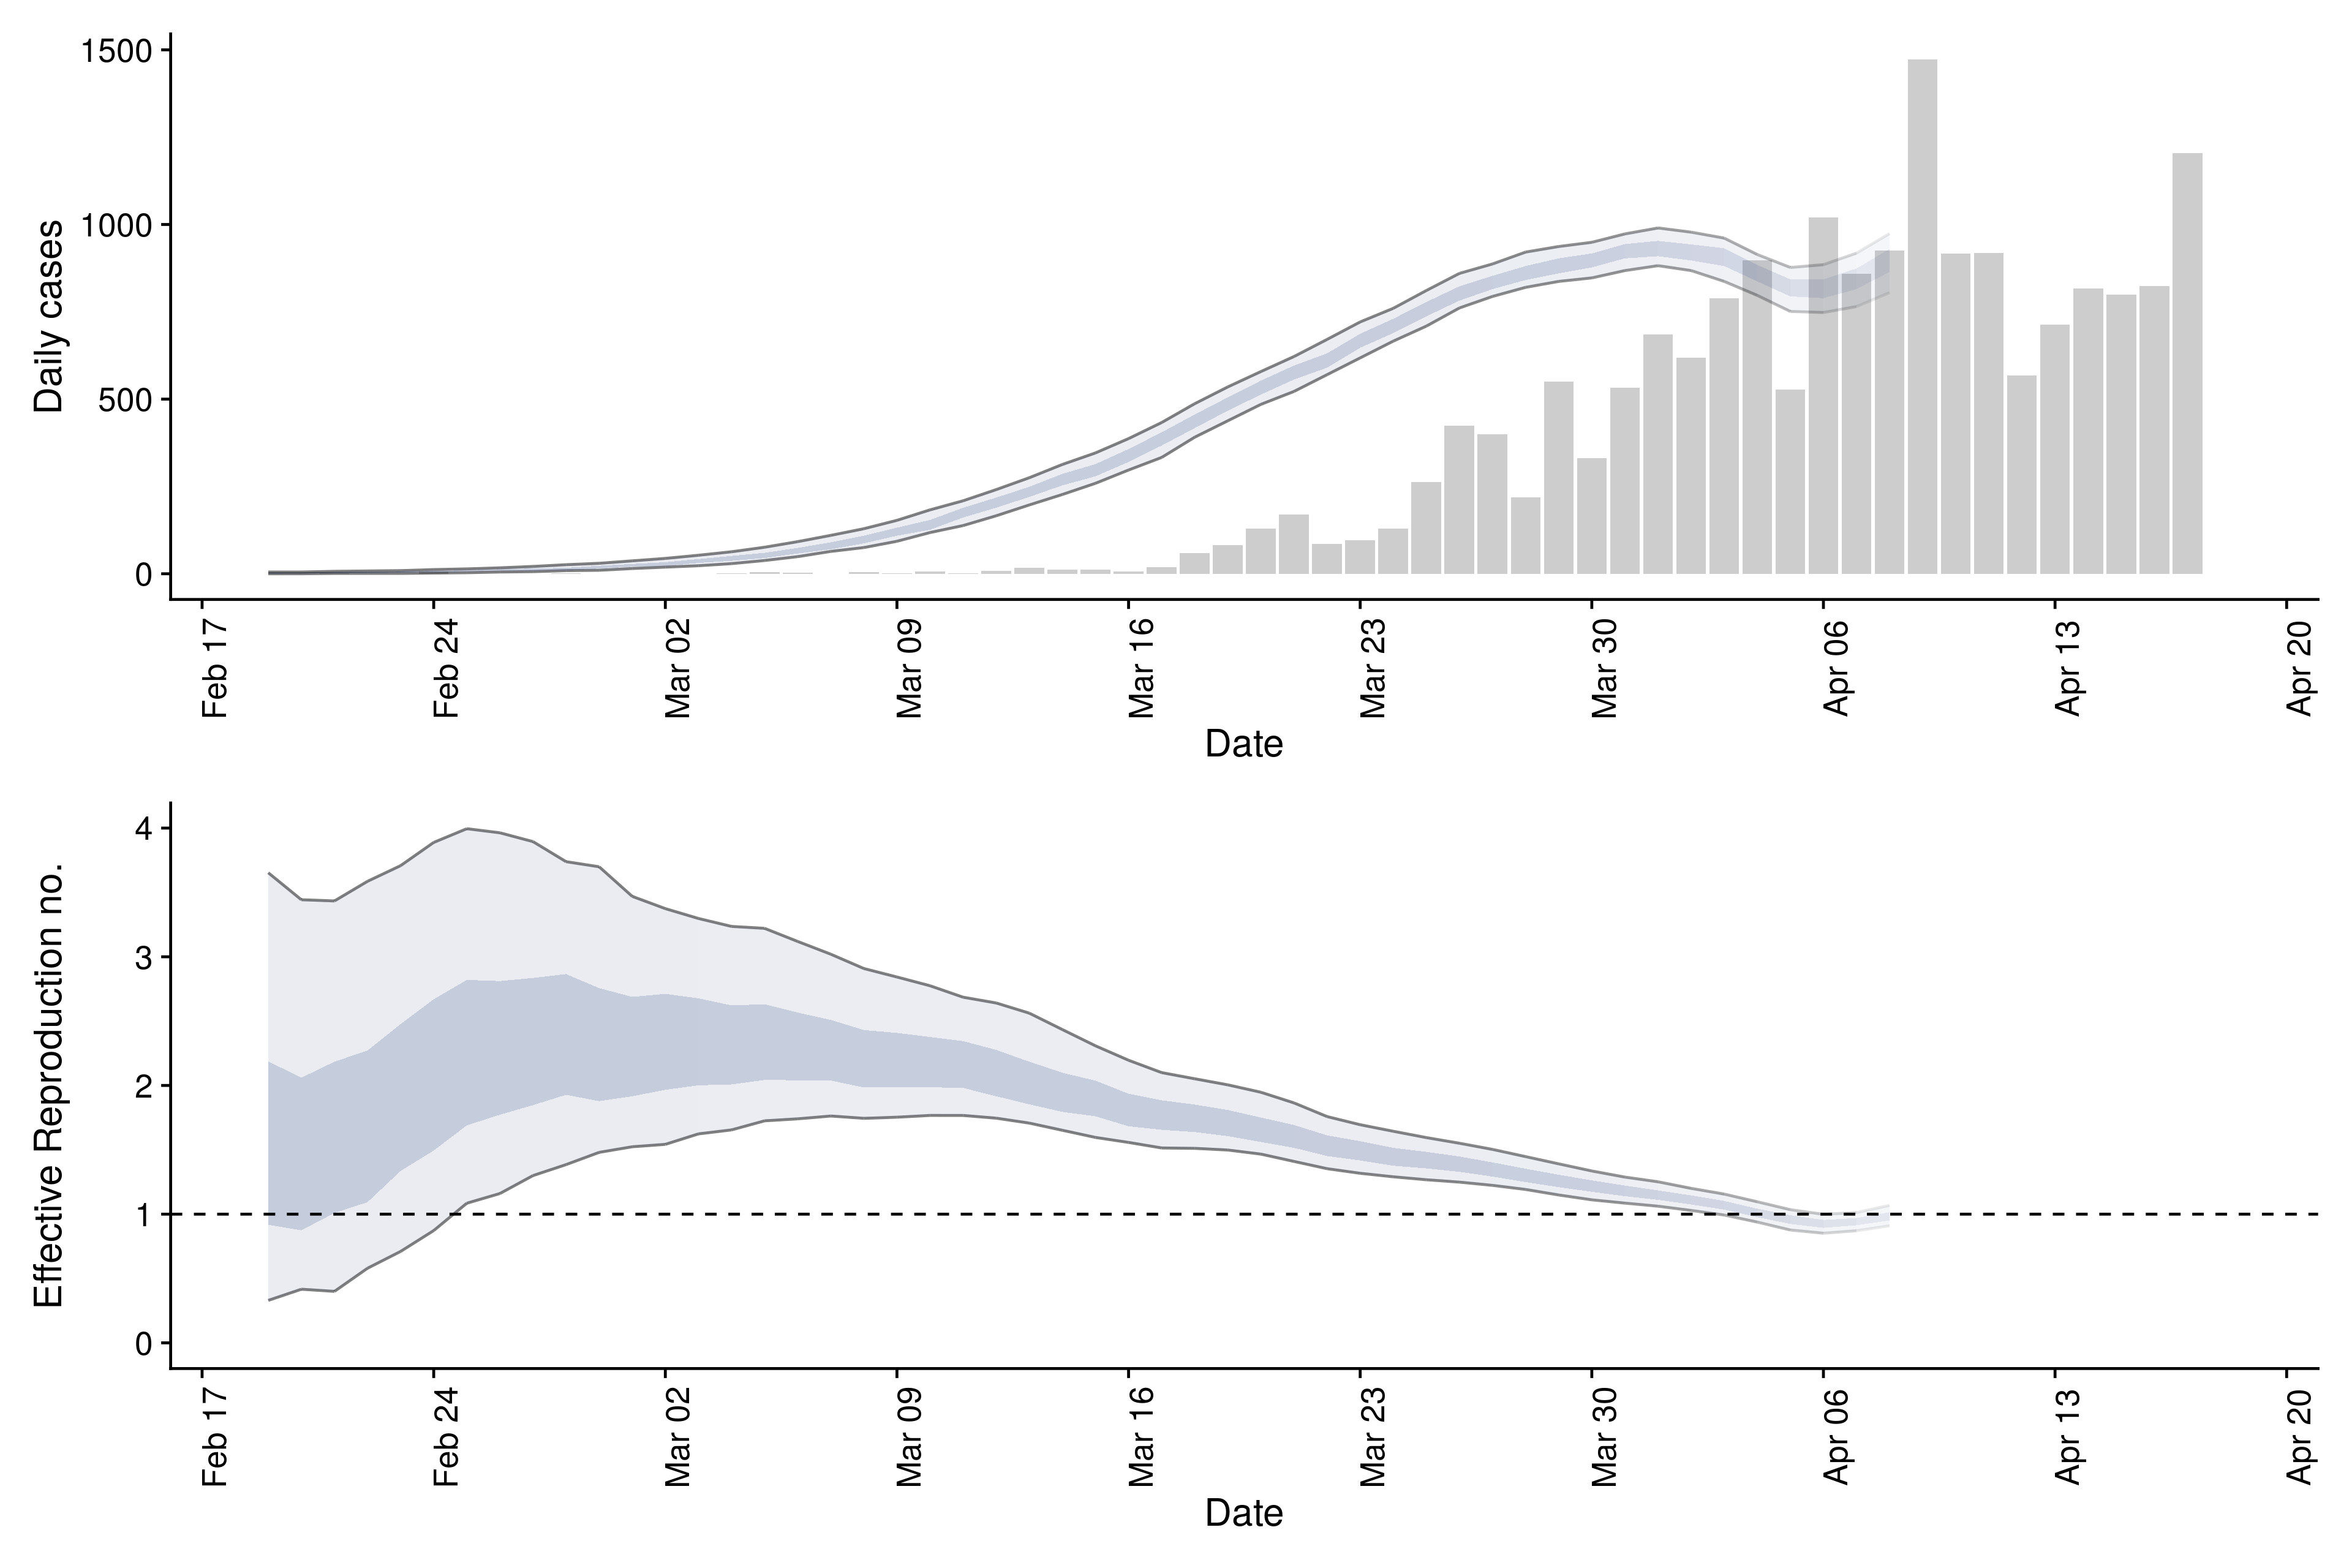 Daily cases
1500
1000
500
0
Feb 17
Feb 24
Mar 02
Mar 09
Mar 16
Mar 23
Mar 30
Apr 06
Apr 13
Apr 20
Date
Effective Reproduction no.
4
3
2
1
0
Feb 17
Feb 24
Mar 02
Mar 09
Mar 16
Mar 23
Mar 30
Apr 06
Apr 13
Apr 20
Date